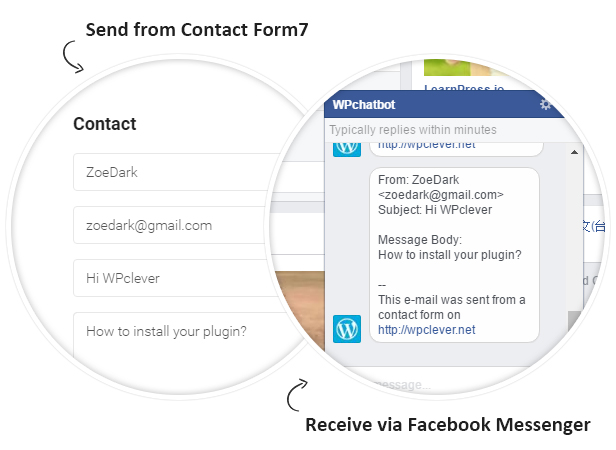 Send from Contact Form7
Contact
ZoeDark
zoedark@gmail.com
Hi WPclever
How to install your plugin?
LearnPress.io
WPchatbot
Typically replies within minutes
http://wpclever.net
From: ZoeDark
<zoedark@gmail.com>
Subject: Hi WPclever
Message Body:
How to install your plugin?
--
This e-mail was sent from a
contact form on
http://wpclever.net
message...
文(台
Receive via Facebook Messenger